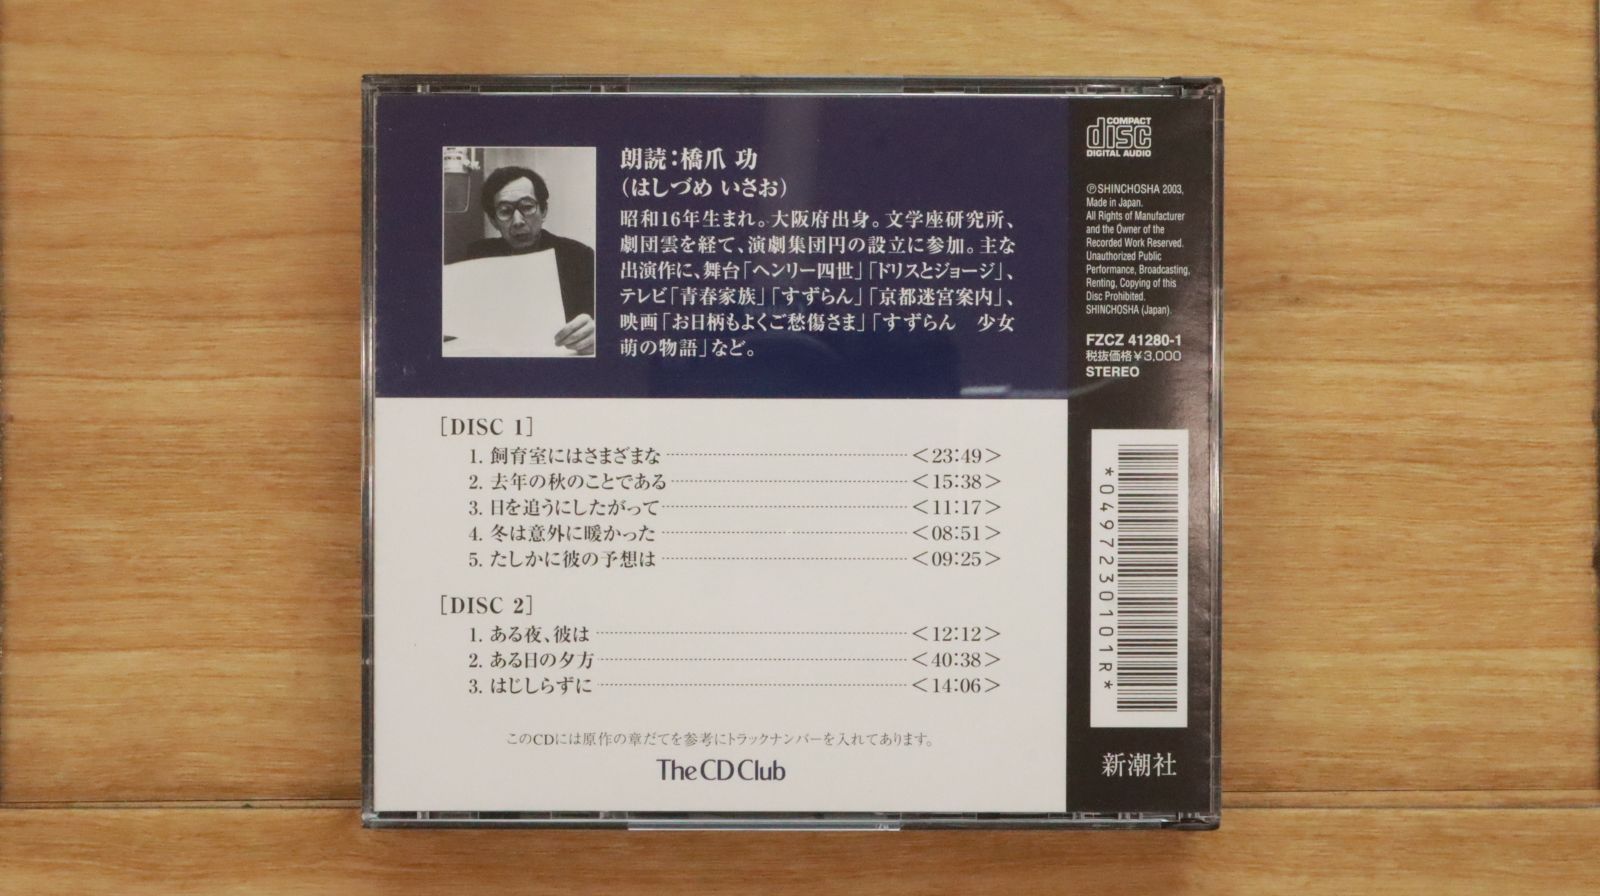 朗読：橋爪 功
（はしづめ いさお）
昭和16年生まれ。大阪府出身。文学座研究所、
劇団雲を経て、演劇集団円の設立に参加。主な
出演作に、舞台「ヘンリー四世」「ドリスとジョージ」、
テレビ「青春家族」「すずらん」「京都迷宮案内」、
映画「お日柄もよくご愁傷さま」「すずらん　少女
萌の物語」など。
[DISC 1]
1. 飼育室にはさまざまな <23:49>
2. 去年の秋のことである <15:38>
3. 日を追うにしたがって <11:17>
4. 冬は意外に暖かった <08:51>
5. たしかに彼の予想は <09:25>
[DISC 2]
1. ある夜、彼は <12:12>
2. ある日の夕方 <40:38>
3. はじしらずに <14:06>
このCDには原作の章だてを参考にトラックナンバーを入れてあります。
The CD Club
COMPACT
disc
DIGITAL AUDIO
ⓅSHINCHOSHA 2003,
Made in Japan.
All Rights of Manufacturer
and the Owner of the
Recorded Work Reserved.
Unauthorized Public
Performance, Broadcasting,
Renting, Copying of this
Disc Prohibited.
SHINCHOSHA (Japan).
FZCZ 41280-1
税抜価格￥3,000
STEREO
*0497230101R*
新潮社